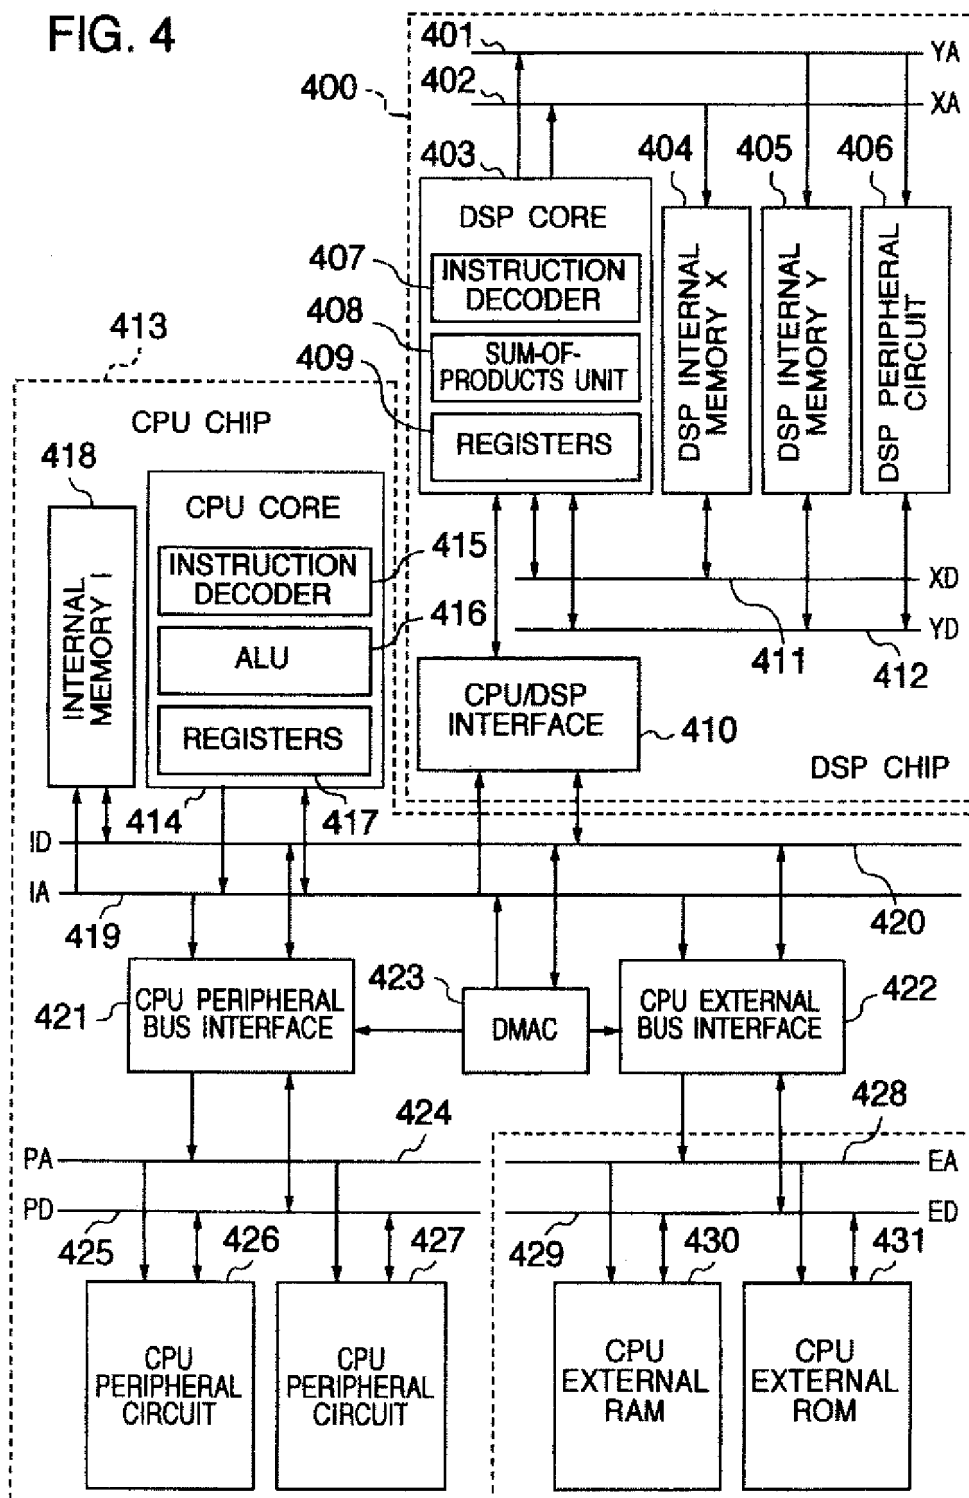 FIG. 4
401
YA
400
402
XA
403
404
405
406
DSP CORE
407
INSTRUCTION
DECODER
408
SUM-OF-
PRODUCTS UNIT
409
REGISTERS
DSP INTERNAL
MEMORY X
DSP INTERNAL
MEMORY Y
DSP PERIPHERAL
CIRCUIT
413
CPU CHIP
418
INTERNAL
MEMORY I
CPU CORE
INSTRUCTION
DECODER
415
ALU
416
REGISTERS
414
417
XD
YD
411
412
CPU/DSP
INTERFACE
410
DSP CHIP
ID
IA
419
420
421
CPU PERIPHERAL
BUS INTERFACE
423
DMAC
CPU EXTERNAL
BUS INTERFACE
422
424
428
PA
EA
PD
ED
425
426
427
429
430
431
CPU
PERIPHERAL
CIRCUIT
CPU
PERIPHERAL
CIRCUIT
CPU
EXTERNAL
RAM
CPU
EXTERNAL
ROM